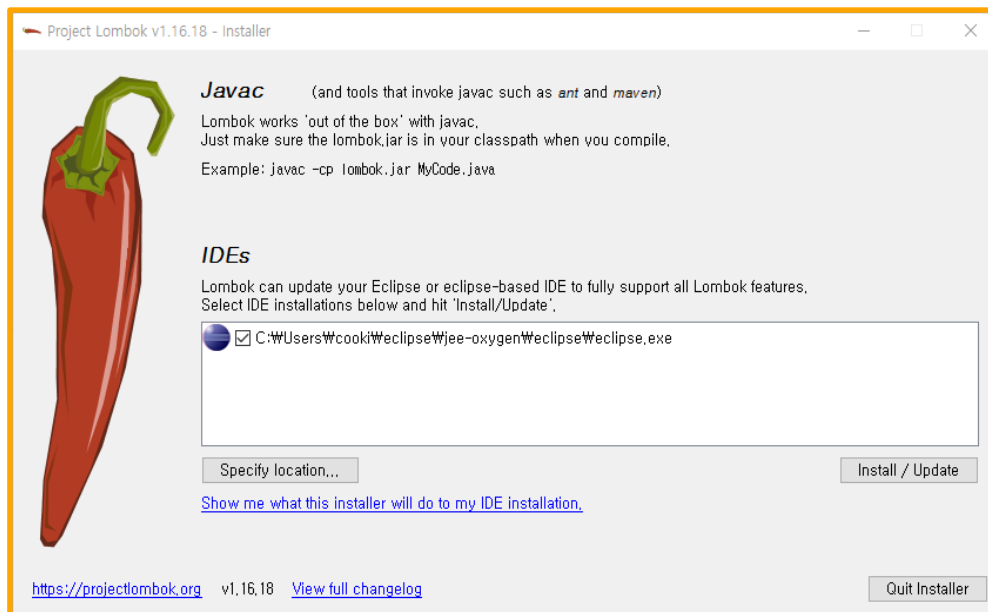 Project Lombok v1.16.18 - Installer
Javac (and tools that invoke javac such as ant and maven)
Lombok works 'out of the box' with javac.
Just make sure the lombok.jar is in your classpath when you compile.
Example: javac -cp lombok.jar MyCode.java
IDEs
Lombok can update your Eclipse or eclipse-based IDE to fully support all Lombok features.
Select IDE installations below and hit 'Install/Update'.
C:₩Users₩cooki₩eclipse₩jee-oxygen₩eclipse₩eclipse.exe
Specify location... Install / Update
Show me what this installer will do to my IDE installation.
https://projectlombok.org v1.16.18 View full changelog Quit Installer